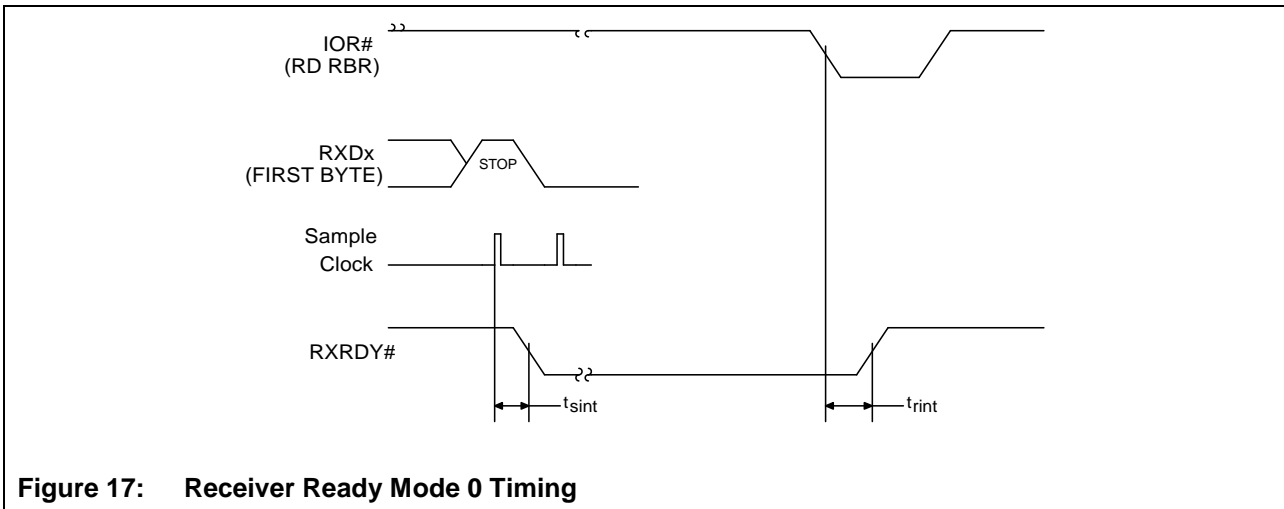 IOR#
(RD RBR)
RXDx
(FIRST BYTE)
STOP
Sample
Clock
RXRDY#
tsint
trint
Figure 17: Receiver Ready Mode 0 Timing